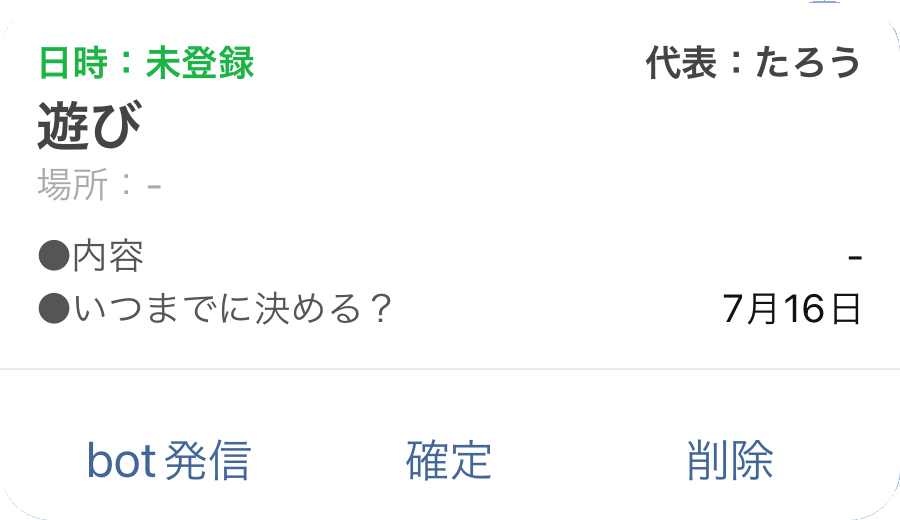 日時：未登録 代表：たろう
遊び
場所：-
●内容 -
●いつまでに決める？ 7月16日
bot発信 確定 削除